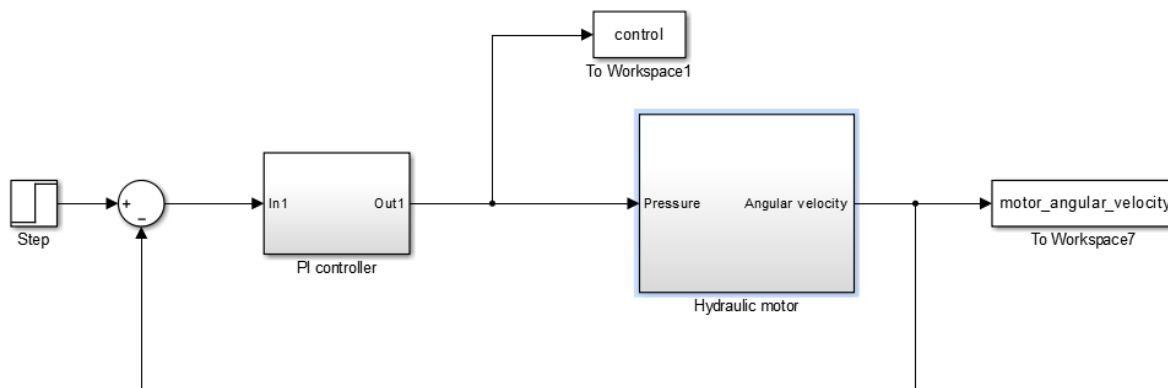 control
To Workspace1
+
−
Step
In1
Out1
PI controller
Pressure
Angular velocity
Hydraulic motor
motor_angular_velocity
To Workspace7